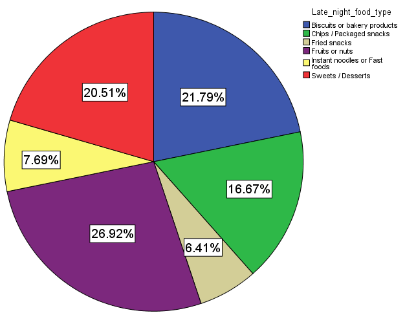 Late_night_food_type
Biscuits or bakery products
Chips / Packaged snacks
Fried snacks
Fruits or nuts
Instant noodles or Fast
foods
Sweets / Desserts
20.51%
21.79%
7.69%
16.67%
26.92%
6.41%